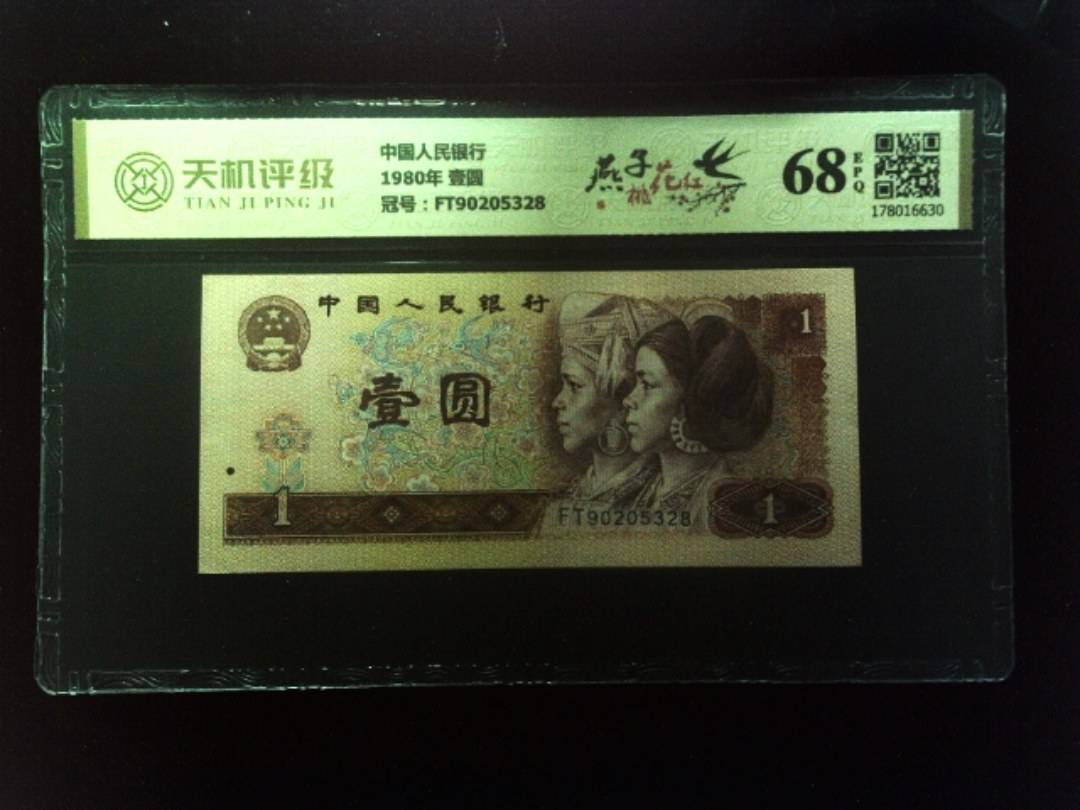 天机评级
TIAN JI PING JI
中国人民银行
1980年 壹圆
冠号：FT90205328
燕子
桃花红
68
EPQ
178016630
中国人民银行
1
壹圆
1
FT90205328
1